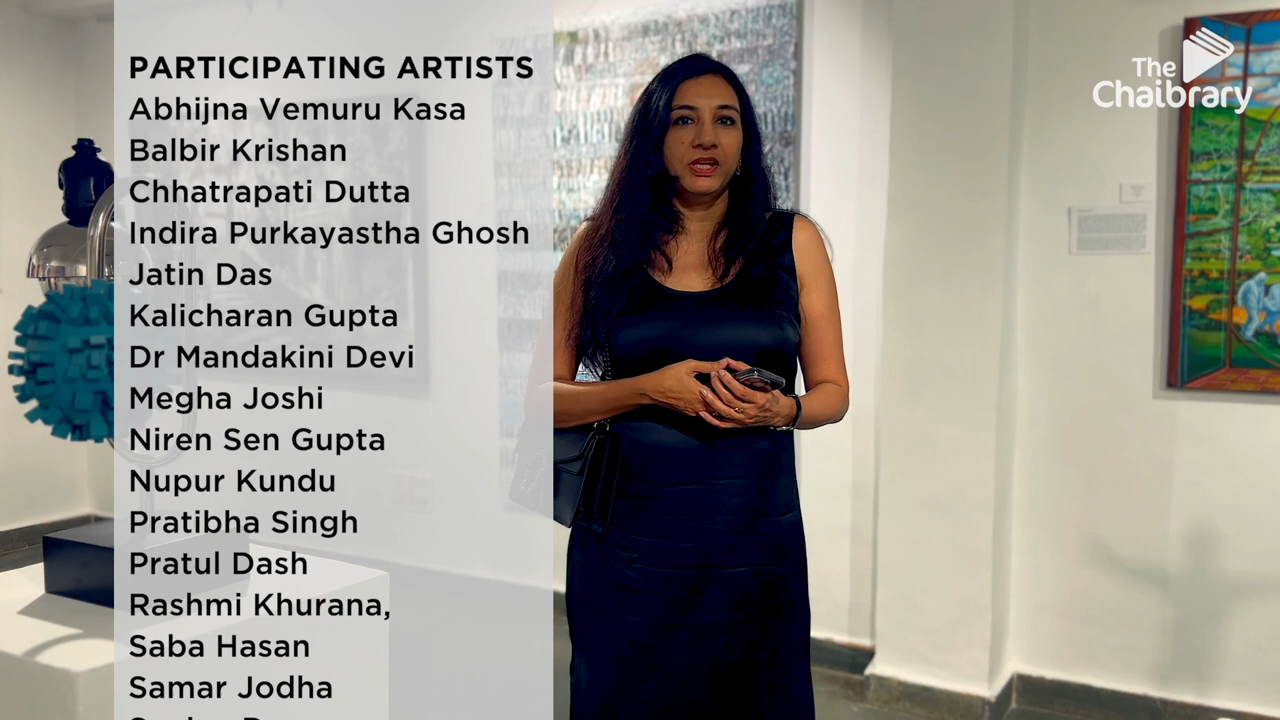 PARTICIPATING ARTISTS
Abhijna Vemuru Kasa
Balbir Krishan
Chhatrapati Dutta
Indira Purkayastha Ghosh
Jatin Das
Kalicharan Gupta
Dr Mandakini Devi
Megha Joshi
Niren Sen Gupta
Nupur Kundu
Pratibha Singh
Pratul Dash
Rashmi Khurana,
Saba Hasan
Samar Jodha
The
Chaibrary